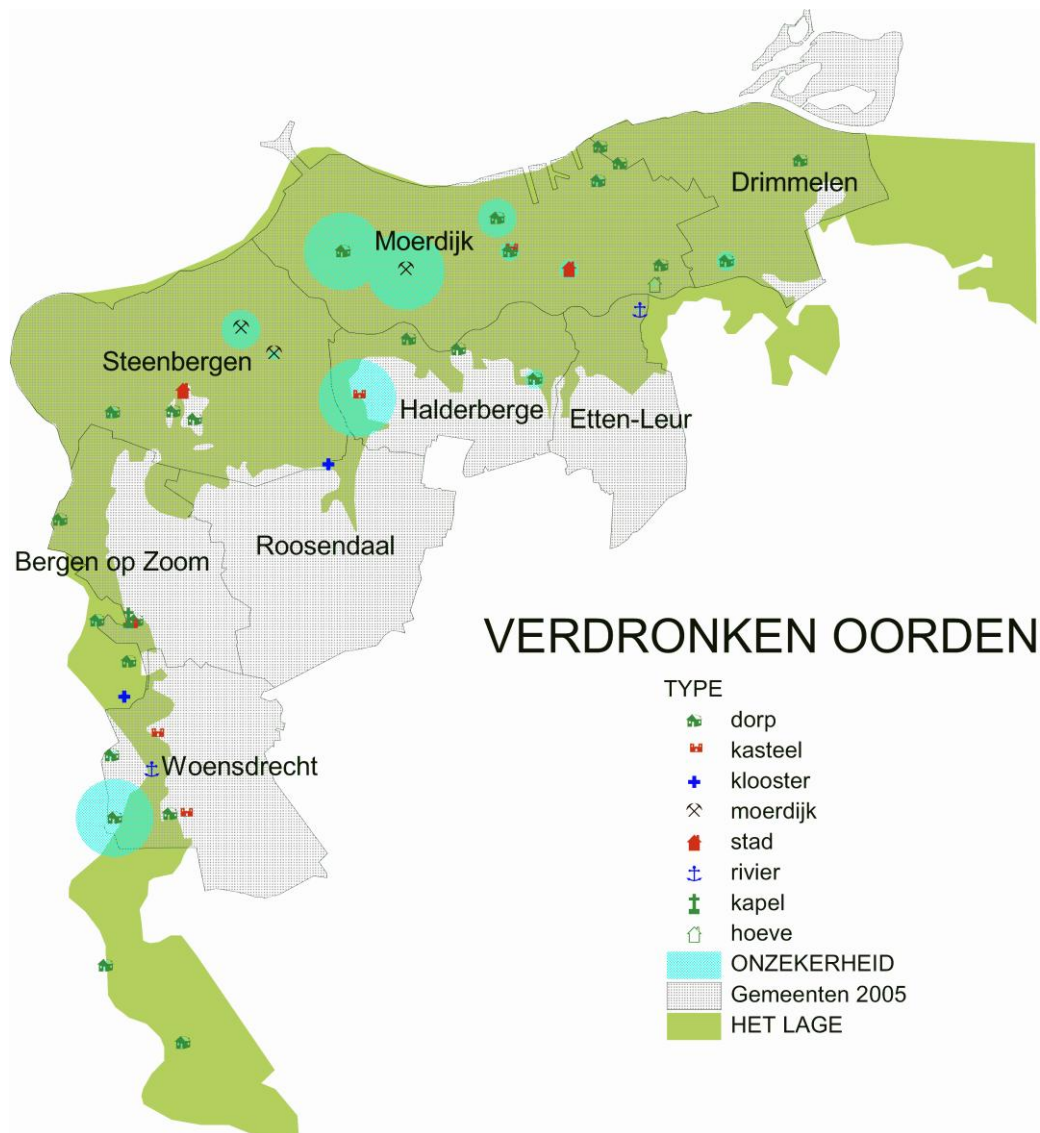 Drimmelen
Moerdijk
Steenbergen
Halderberge
Etten-Leur
Roosendaal
Bergen op Zoom
Woensdrecht
VERDRONKEN OORDEN
TYPE
dorp
kasteel
klooster
moerdijk
stad
rivier
kapel
hoeve
ONZEKERHEID
Gemeenten 2005
HET LAGE